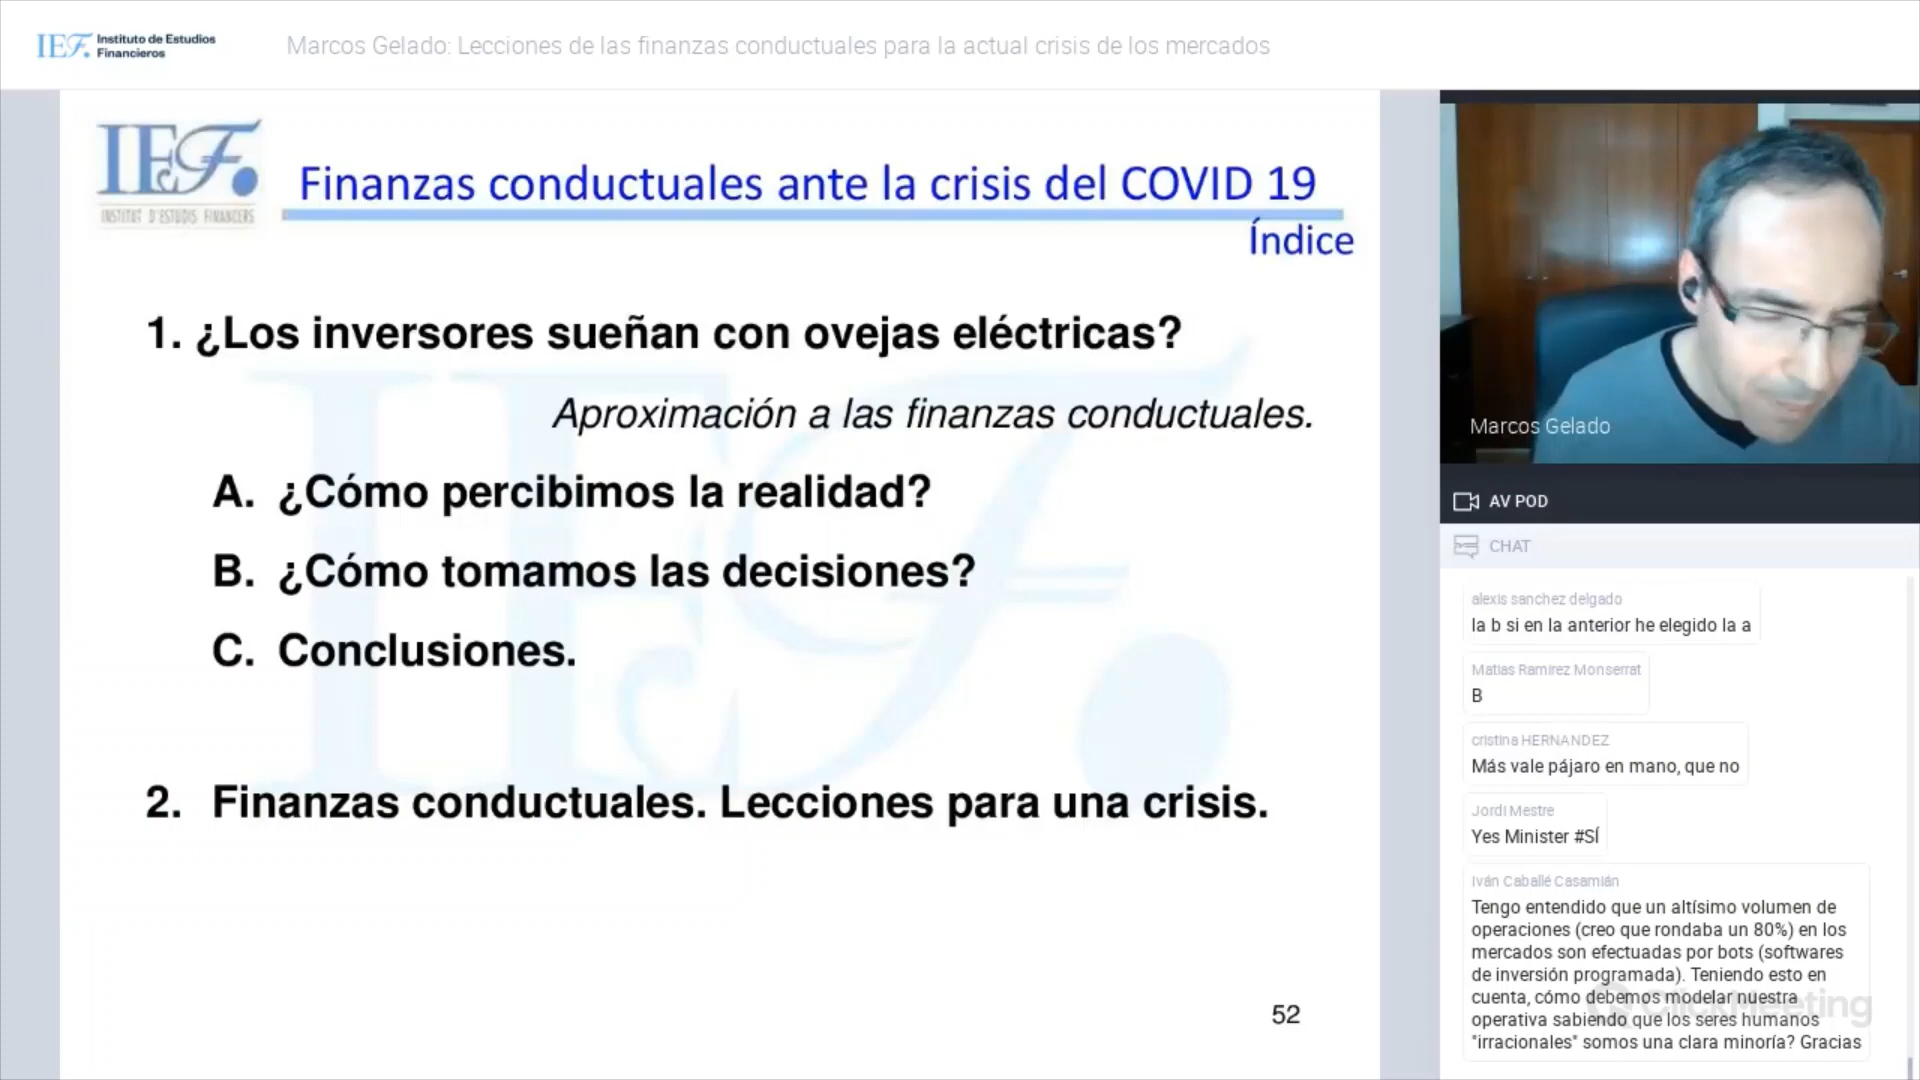 IEF. Instituto de Estudios
Financieros
Marcos Gelado: Lecciones de las finanzas conductuales para la actual crisis de los mercados
IEF.
INSTITUT D'ESTUDIS FINANCERS
Finanzas conductuales ante la crisis del COVID 19
Índice
1. ¿Los inversores sueñan con ovejas eléctricas?
Aproximación a las finanzas conductuales.
A. ¿Cómo percibimos la realidad?
B. ¿Cómo tomamos las decisiones?
C. Conclusiones.
2. Finanzas conductuales. Lecciones para una crisis.
52
Marcos Gelado
AV POD
CHAT
alexis sanchez delgado
la b si en la anterior he elegido la a
Matias Ramirez Monserrat
B
cristina HERNANDEZ
Más vale pájaro en mano, que no
Jordi Mestre
Yes Minister #SÍ
Iván Caballé Casamián
Tengo entendido que un altísimo volumen de
operaciones (creo que rondaba un 80%) en los
mercados son efectuadas por bots (softwares
de inversión programada). Teniendo esto en
cuenta, cómo debemos modelar nuestra
operativa sabiendo que los seres humanos
"irracionales" somos una clara minoría? Gracias
ClickMeeting